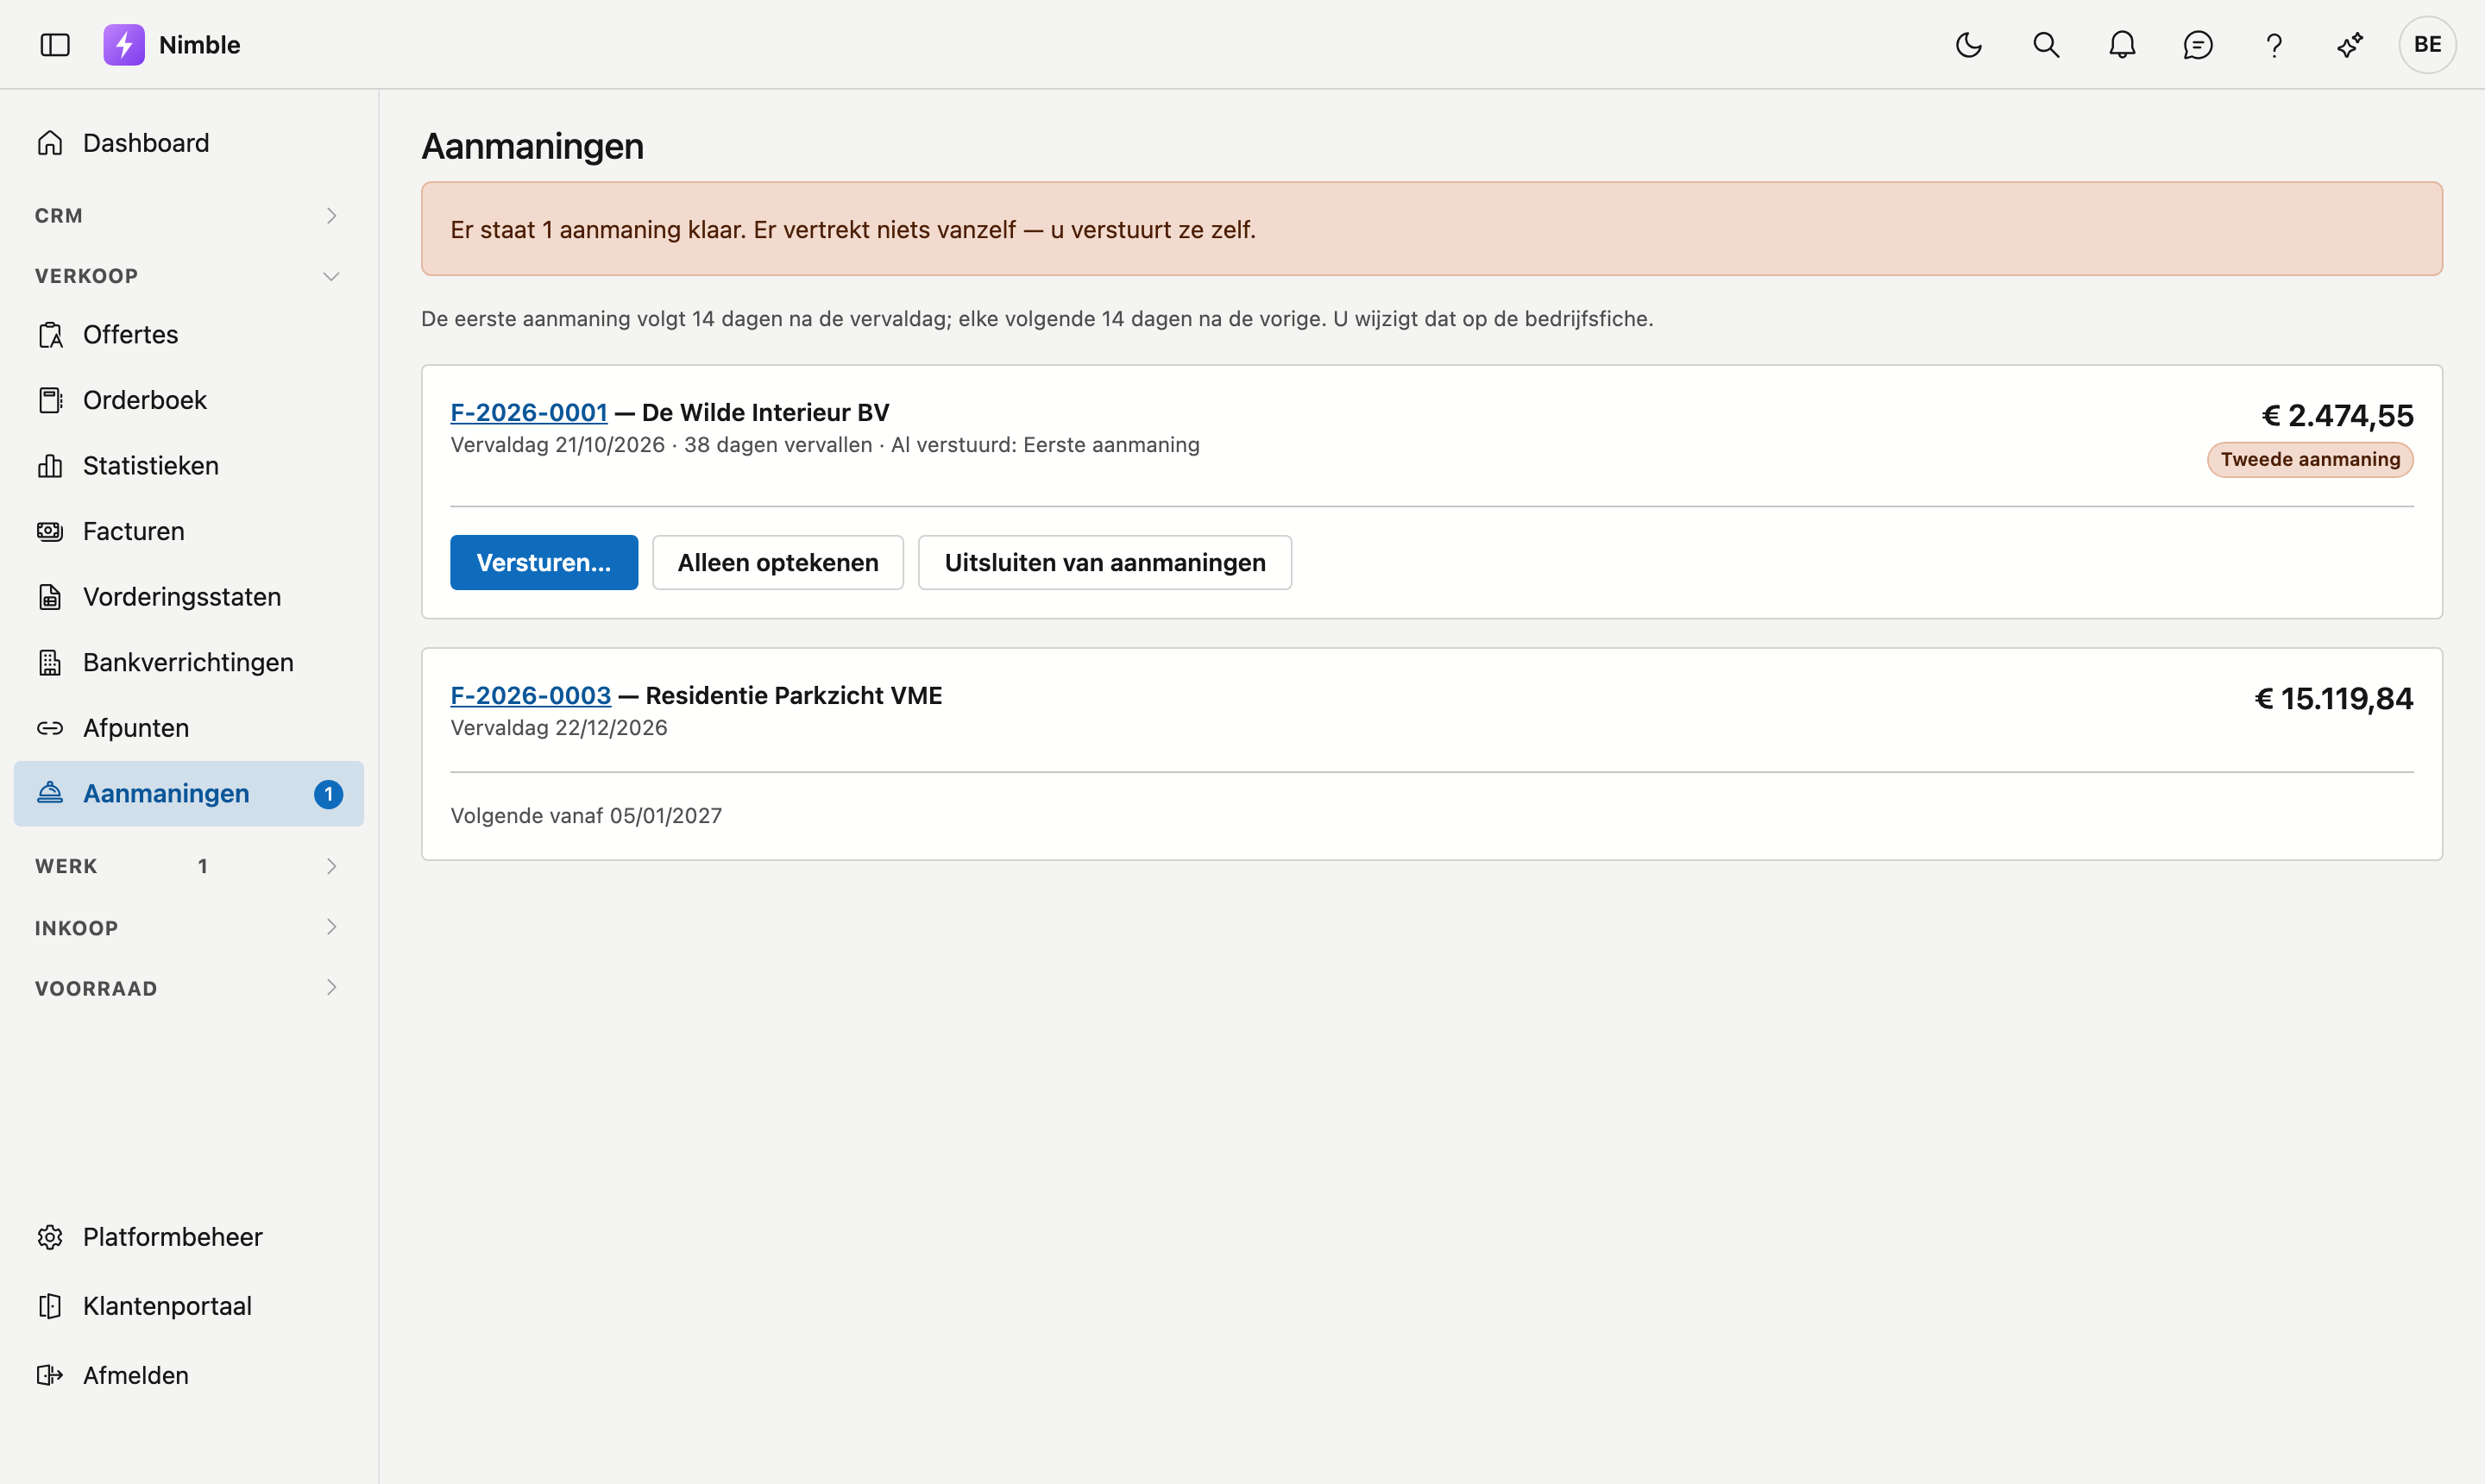 Nimble
BE
Dashboard
CRM
VERKOOP
Offertes
Orderboek
Statistieken
Facturen
Vorderingsstaten
Bankverrichtingen
Afpunten
Aanmaningen 1
WERK 1
INKOOP
VOORRAAD
Platformbeheer
Klantenportaal
Afmelden
Aanmaningen
Er staat 1 aanmaning klaar. Er vertrekt niets vanzelf — u verstuurt ze zelf.
De eerste aanmaning volgt 14 dagen na de vervaldag; elke volgende 14 dagen na de vorige. U wijzigt dat op de bedrijfsfiche.
F-2026-0001 — De Wilde Interieur BV
€ 2.474,55
Vervaldag 21/10/2026 · 38 dagen vervallen · Al verstuurd: Eerste aanmaning
Tweede aanmaning
Versturen... Alleen optekenen Uitsluiten van aanmaningen
F-2026-0003 — Residentie Parkzicht VME
€ 15.119,84
Vervaldag 22/12/2026
Volgende vanaf 05/01/2027